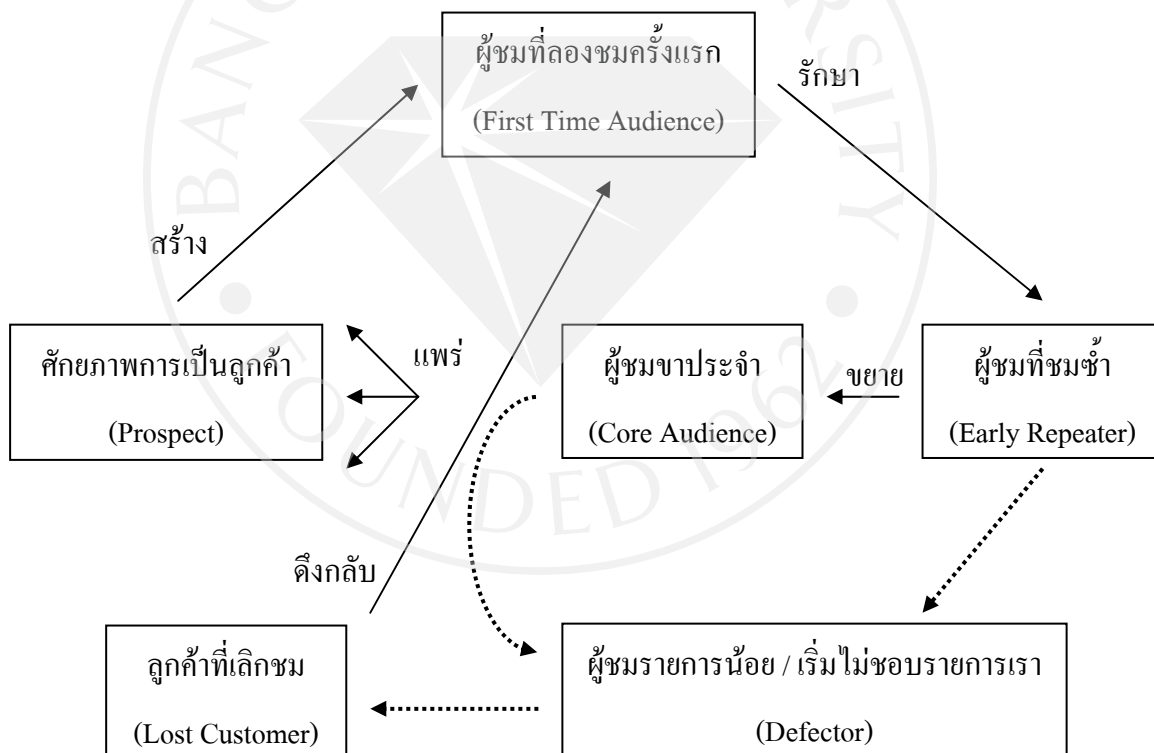 ผู้ชมที่ลองชมครั้งแรก
(First Time Audience)
รักษา
สร้าง
ศักยภาพการเป็นลูกค้า
(Prospect)
แพร่
ผู้ชมขาประจำ
(Core Audience)
ขยาย
ผู้ชมที่ชมซ้ำ
(Early Repeater)
ดึงกลับ
ลูกค้าที่เลิกชม
(Lost Customer)
ผู้ชมรายการน้อย / เริ่มไม่ชอบรายการเรา
(Defector)
FOUNDED 1962